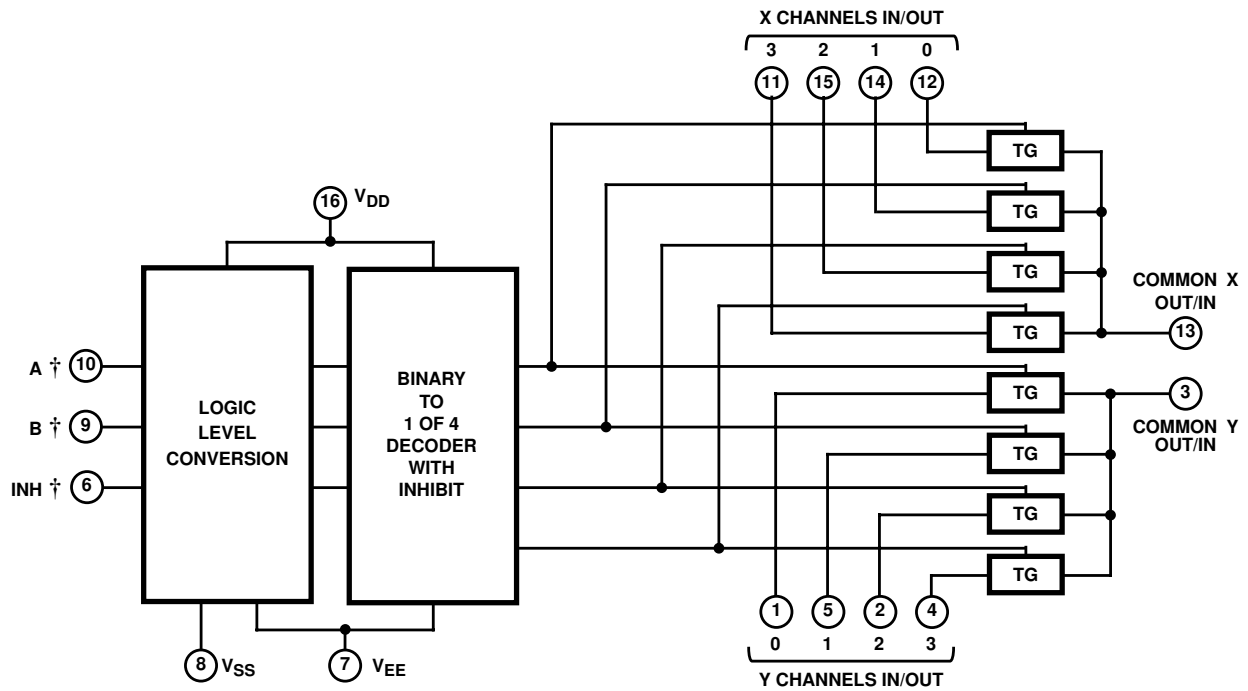 X CHANNELS IN/OUT
3 2 1 0
11 15 14 12
TG
TG
16 VDD
TG
COMMON X
OUT/IN
TG
13
A † 10
B † 9
INH † 6
LOGIC
LEVEL
CONVERSION
BINARY
TO
1 OF 4
DECODER
WITH
INHIBIT
TG
3
COMMON Y
OUT/IN
TG
TG
TG
1 5 2 4
0 1 2 3
Y CHANNELS IN/OUT
8 VSS
7 VEE